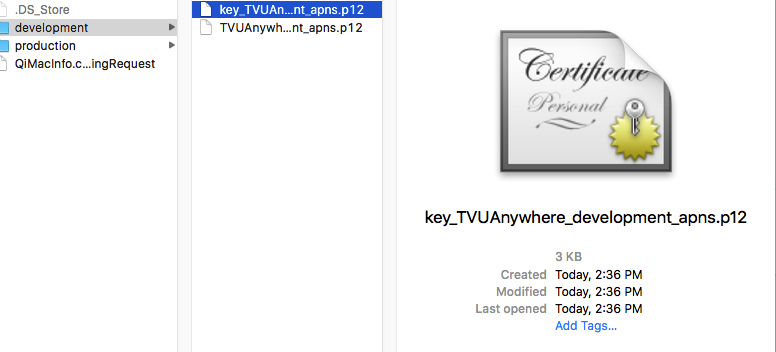 .DS_Store
development
production
QiMacInfo.c...ingRequest
key_TVUAn...nt_apns.p12
TVUAnywh...nt_apns.p12
Certificate
Personal
key_TVUAnywhere_development_apns.p12
3 KB
Created Today, 2:36 PM
Modified Today, 2:36 PM
Last opened Today, 2:36 PM
Add Tags...